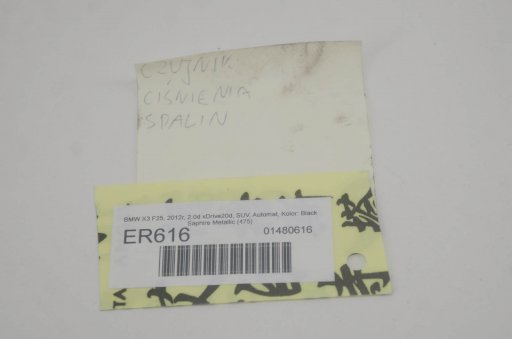 CZUJNIK
CIŚNIENIA
SPALIN
BMW X3 F25, 2012r, 2.0d xDrive20d, SUV, Automat, Kolor: Black
Saphire Metallic (475)
ER616 01480616